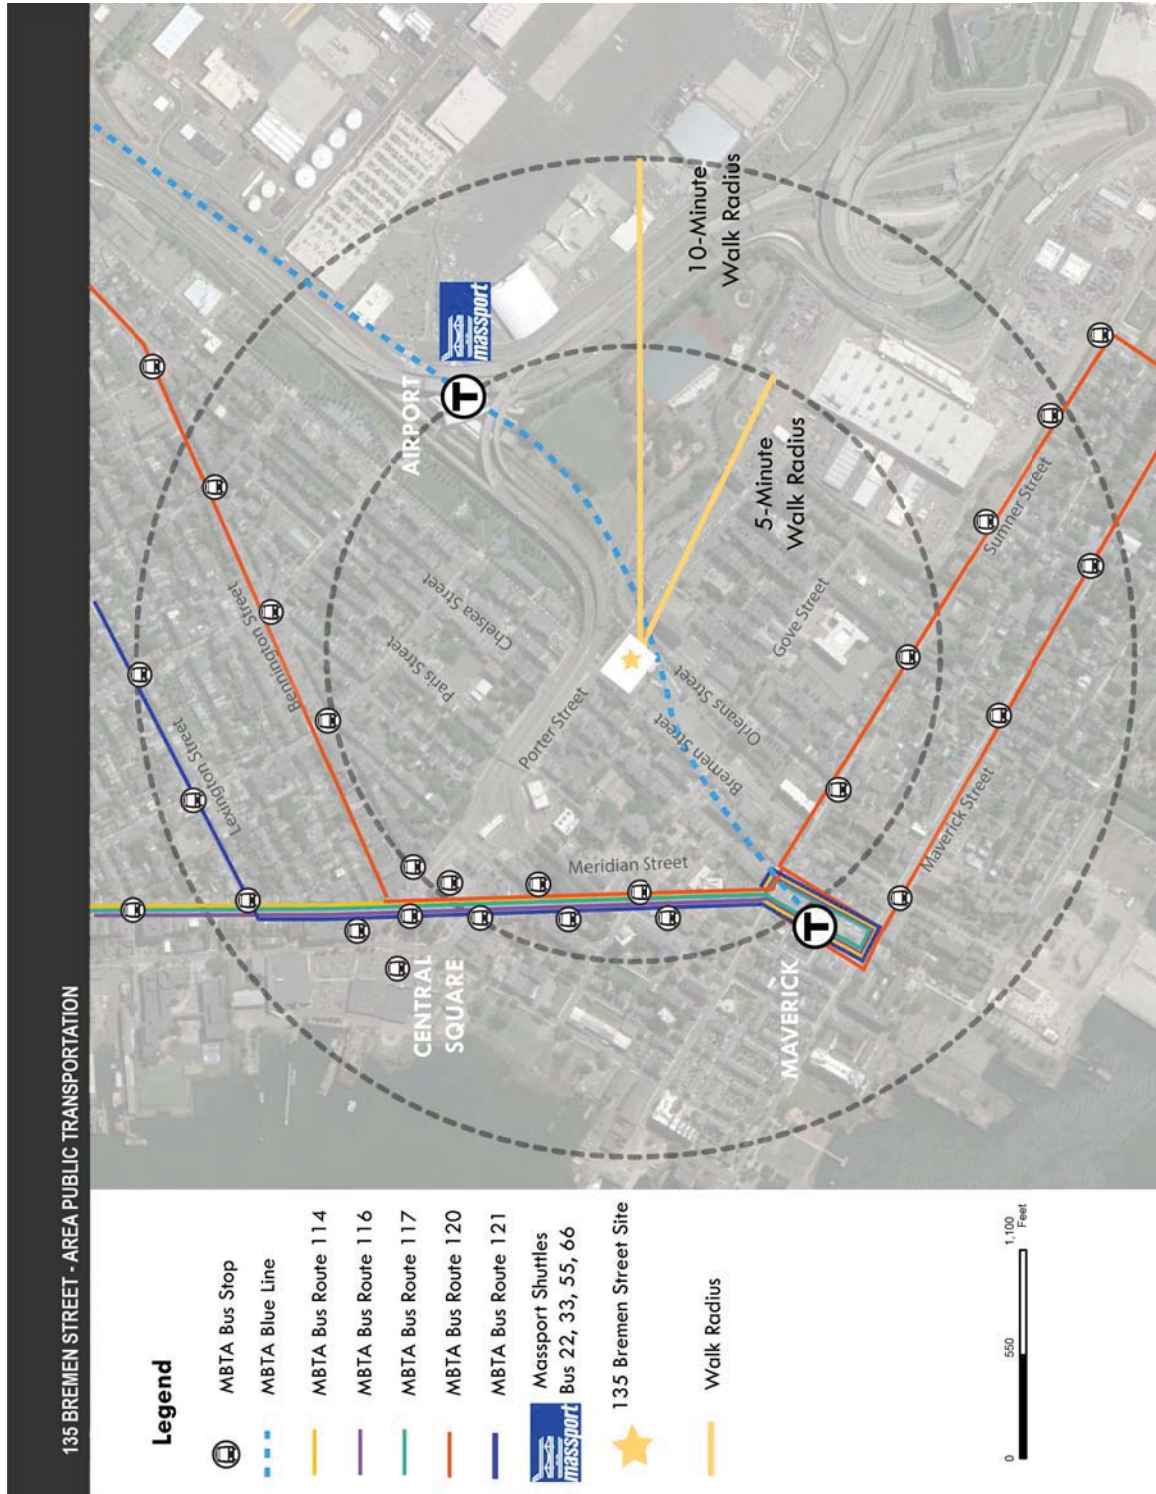 135 BREMEN STREET - AREA PUBLIC TRANSPORTATION
Legend
MBTA Bus Stop
MBTA Blue Line
MBTA Bus Route 114
MBTA Bus Route 116
MBTA Bus Route 117
MBTA Bus Route 120
MBTA Bus Route 121
massport
Massport Shuttles
Bus 22, 33, 55, 66
135 Bremen Street Site
Walk Radius
0
550
1,100
Feet
Lexington Street
Bennington Street
CENTRAL
SQUARE
Paris Street
Chelsea Street
AIRPORT
T
massport
Porter Street
Meridian Street
Bremen Street
Orleans Street
10-Minute
Walk Radius
5-Minute
Walk Radius
Gove Street
MAVERICK
T
Maverick Street
Sumner Street